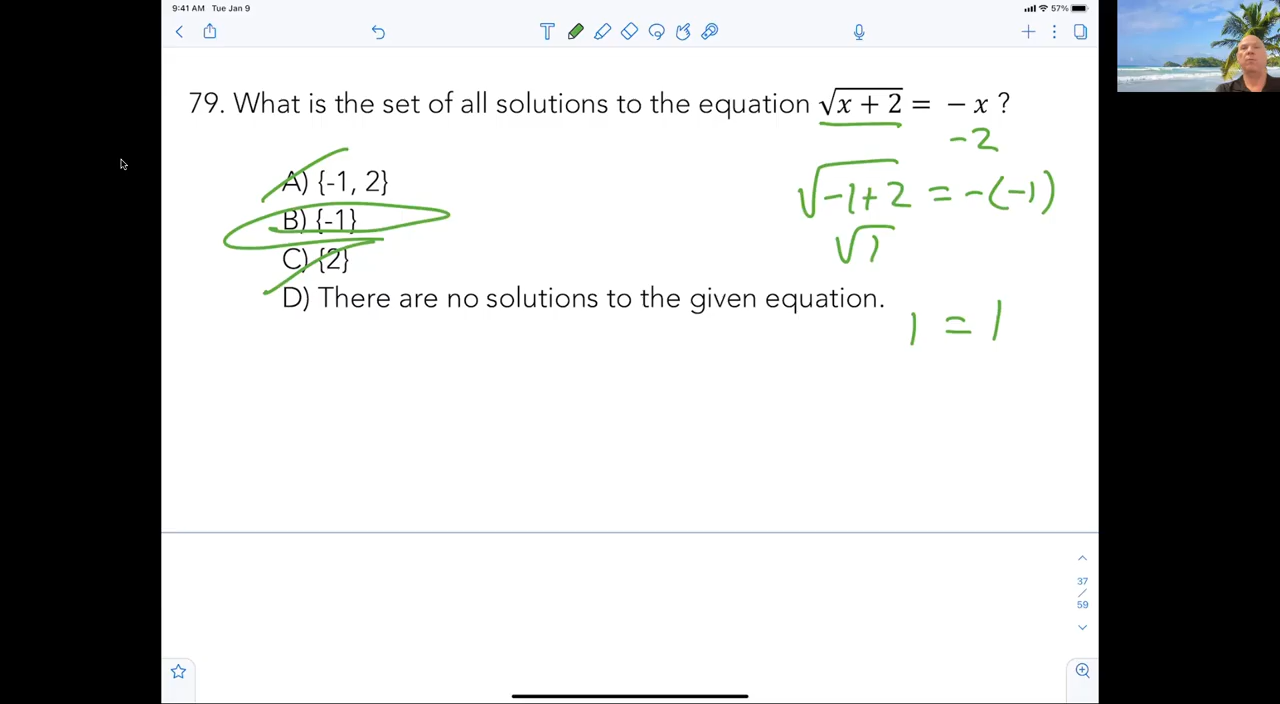 9:41 AM Tue Jan 9
57%
79. What is the set of all solutions to the equation √x + 2 = − x ?
-2
A) {-1, 2}
√-1+2 = -(-1)
B) {-1}
√1
C) {2}
D) There are no solutions to the given equation.
1 = 1
37
/
59